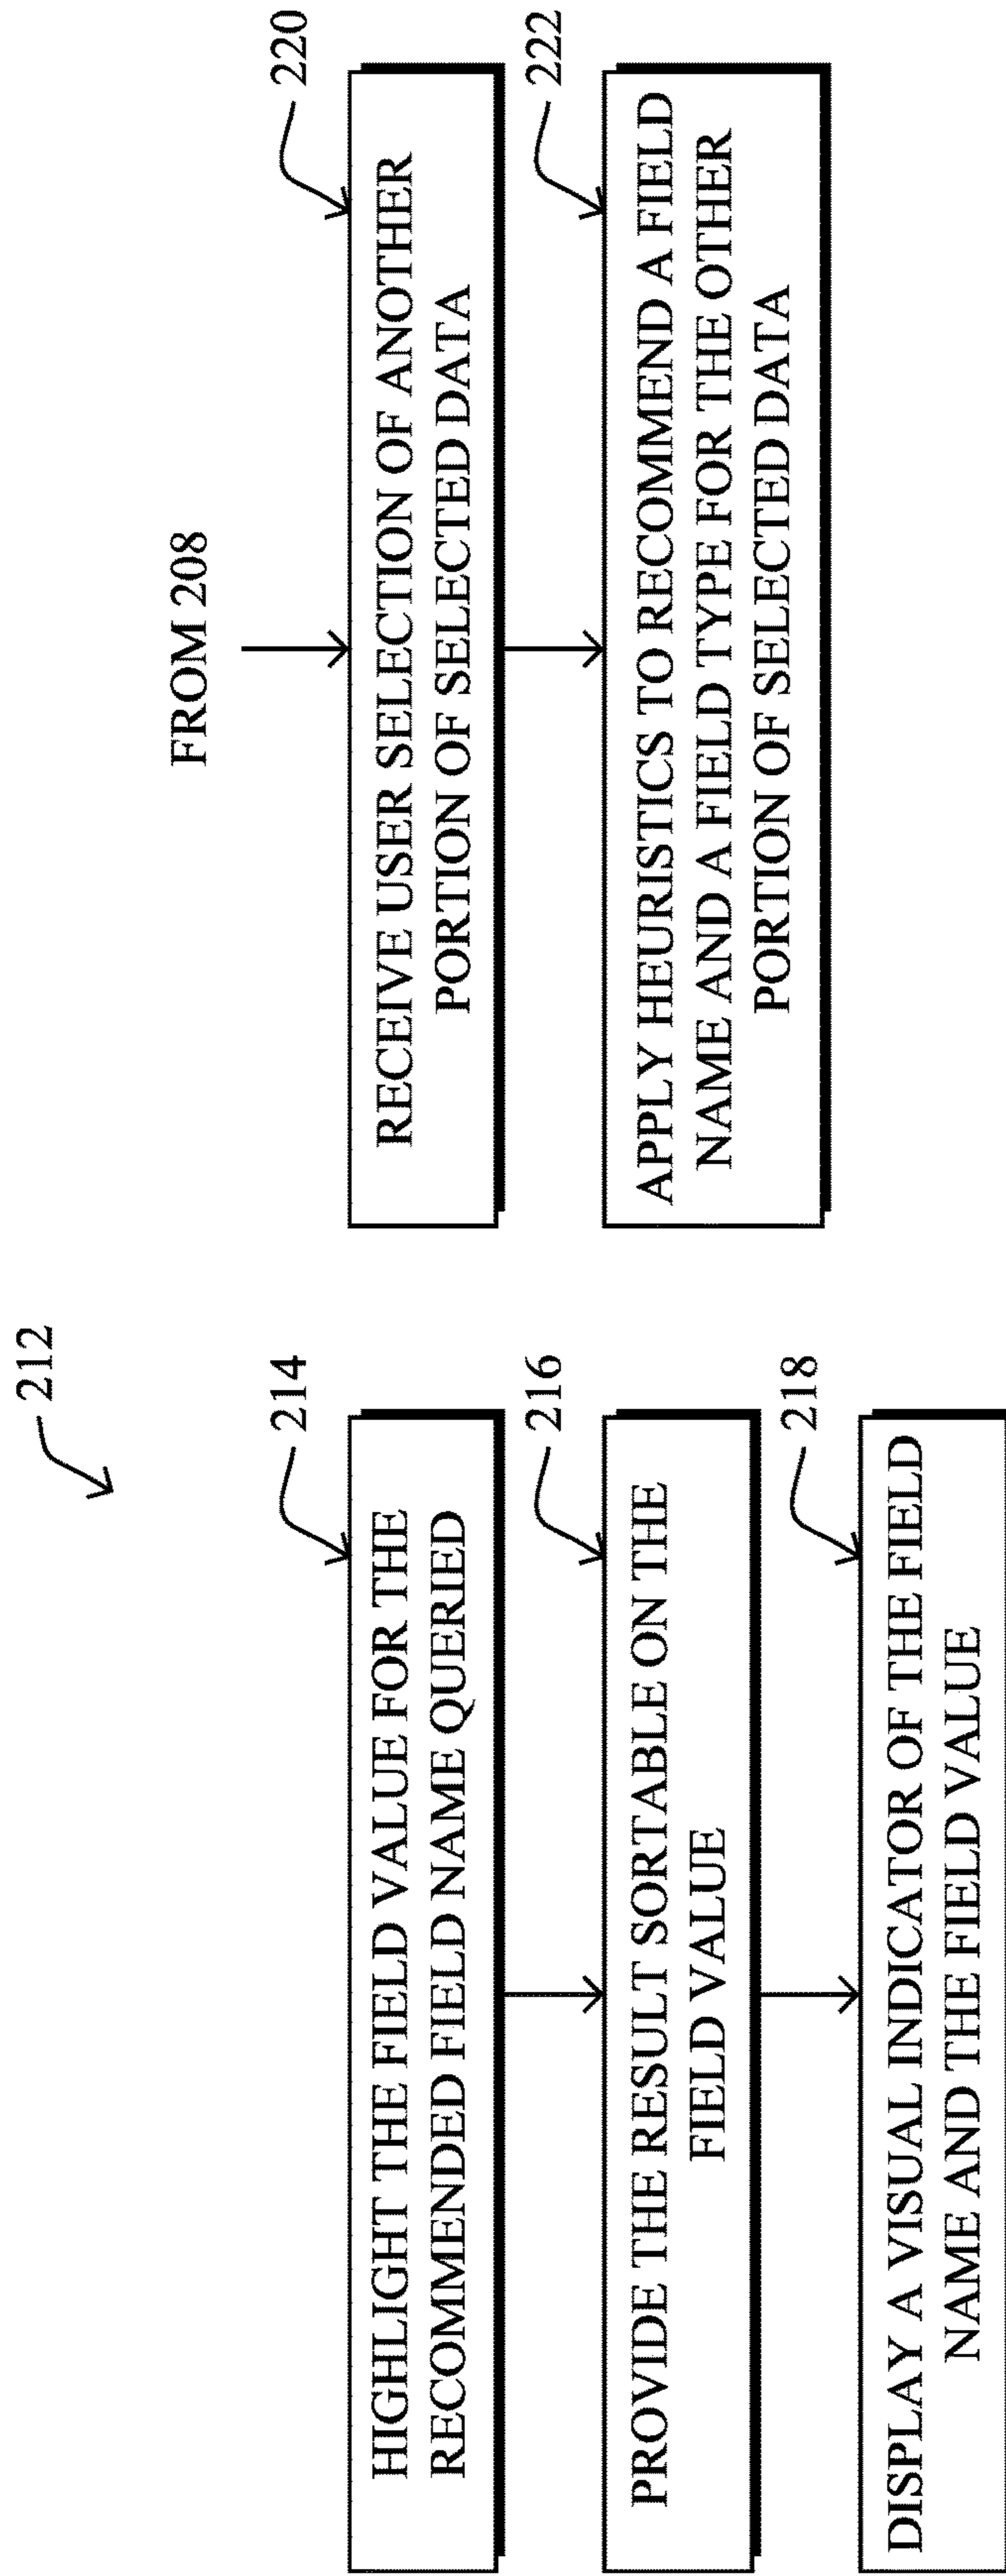 212
214
HIGHLIGHT THE FIELD VALUE FOR THE
RECOMMENDED FIELD NAME QUERIED
216
PROVIDE THE RESULT SORTABLE ON THE
FIELD VALUE
218
DISPLAY A VISUAL INDICATOR OF THE FIELD
NAME AND THE FIELD VALUE
FROM 208
220
RECEIVE USER SELECTION OF ANOTHER
PORTION OF SELECTED DATA
222
APPLY HEURISTICS TO RECOMMEND A FIELD
NAME AND A FIELD TYPE FOR THE OTHER
PORTION OF SELECTED DATA